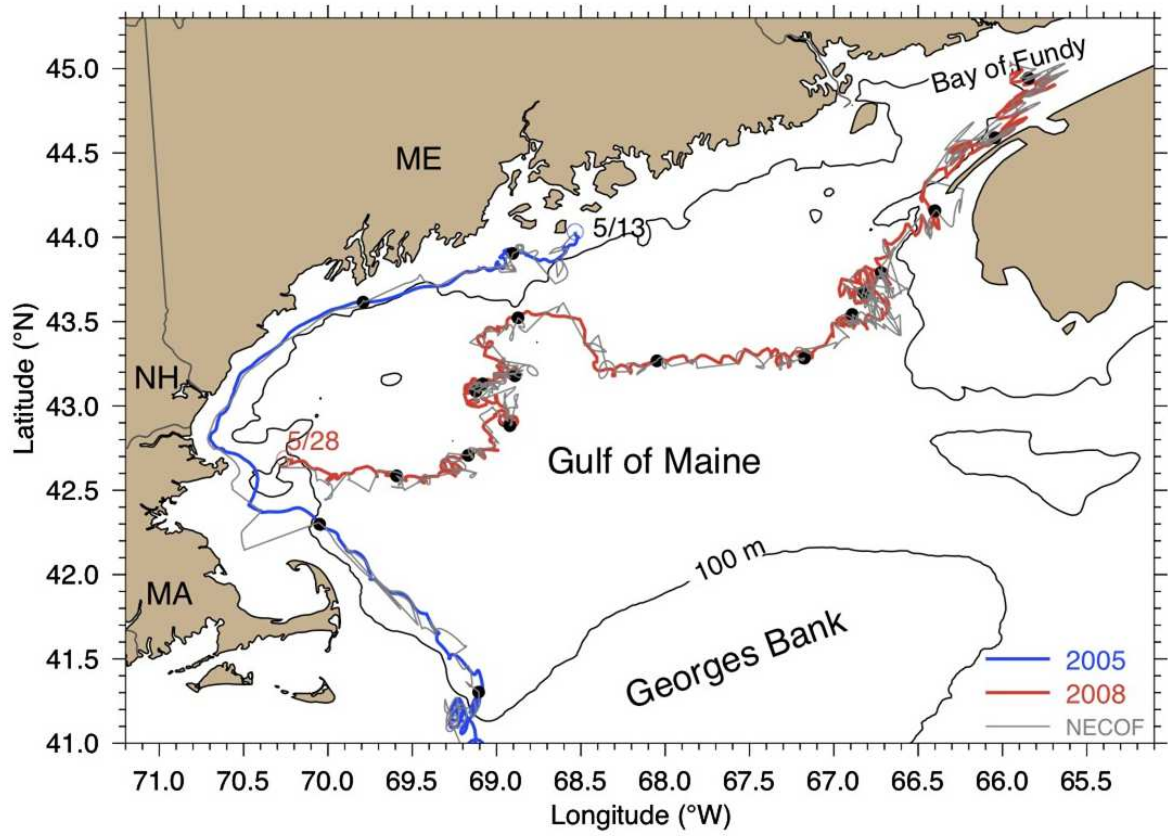 45.0
44.5
44.0
43.5
43.0
42.5
42.0
41.5
41.0
Latitude (°N)
Bay of Fundy
ME
5/13
NH
5/28
Gulf of Maine
MA
100 m
Georges Bank
2005
2008
NECOF
71.0 70.5 70.0 69.5 69.0 68.5 68.0 67.5 67.0 66.5 66.0 65.5
Longitude (°W)